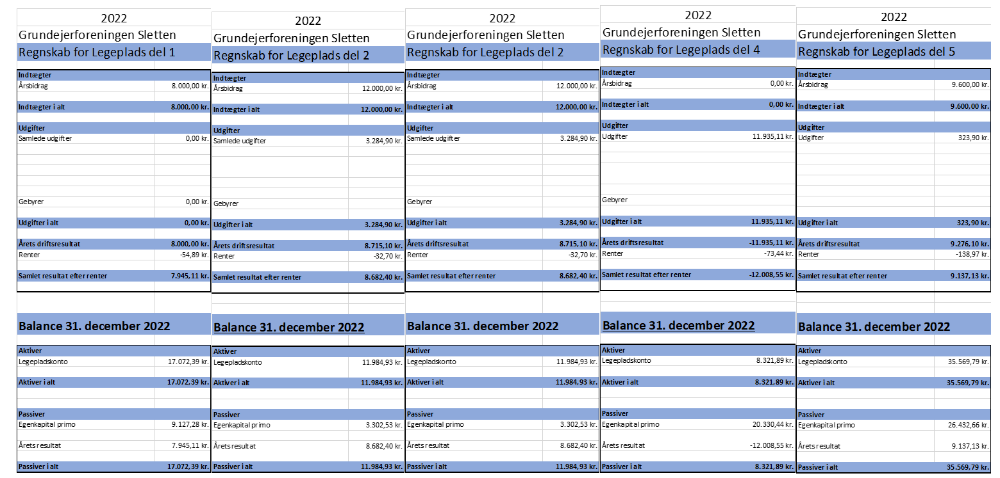 2022
Grundejerforeningen Sletten
Regnskab for Legeplads del 1
Indtægter
Årsbidrag 8.000,00 kr.
Indtægter i alt 8.000,00 kr.
Udgifter
Samlede udgifter 0,00 kr.
Gebyrer 0,00 kr.
Udgifter i alt 0,00 kr.
Årets driftsresultat 8.000,00 kr.
Renter -54,89 kr.
Samlet resultat efter renter 7.945,11 kr.
Balance 31. december 2022
Aktiver
Legepladskonto 17.072,39 kr.
Aktiver i alt 17.072,39 kr.
Passiver
Egenkapital primo 9.127,28 kr.
Årets resultat 7.945,11 kr.
Passiver i alt 17.072,39 kr.
2022
Grundejerforeningen Sletten
Regnskab for Legeplads del 2
Indtægter
Årsbidrag 12.000,00 kr.
Indtægter i alt 12.000,00 kr.
Udgifter
Samlede udgifter 3.284,90 kr.
Gebyrer
Udgifter i alt 3.284,90 kr.
Årets driftsresultat 8.715,10 kr.
Renter -32,70 kr.
Samlet resultat efter renter 8.682,40 kr.
Balance 31. december 2022
Aktiver
Legepladskonto 11.984,93 kr.
Aktiver i alt 11.984,93 kr.
Passiver
Egenkapital primo 3.302,53 kr.
Årets resultat 8.682,40 kr.
Passiver i alt 11.984,93 kr.
2022
Grundejerforeningen Sletten
Regnskab for Legeplads del 2
Indtægter
Årsbidrag 12.000,00 kr.
Indtægter i alt 12.000,00 kr.
Udgifter
Samlede udgifter 3.284,90 kr.
Gebyrer
Udgifter i alt 3.284,90 kr.
Årets driftsresultat 8.715,10 kr.
Renter -32,70 kr.
Samlet resultat efter renter 8.682,40 kr.
Balance 31. december 2022
Aktiver
Legepladskonto 11.984,93 kr.
Aktiver i alt 11.984,93 kr.
Passiver
Egenkapital primo 3.302,53 kr.
Årets resultat 8.682,40 kr.
Passiver i alt 11.984,93 kr.
2022
Grundejerforeningen Sletten
Regnskab for Legeplads del 4
Indtægter
Årsbidrag 0,00 kr.
Indtægter i alt 0,00 kr.
Udgifter
Udgifter 11.935,11 kr.
Gebyrer
Udgifter i alt 11.935,11 kr.
Årets driftsresultat -11.935,11 kr.
Renter -73,44 kr.
Samlet resultat efter renter -12.008,55 kr.
Balance 31. december 2022
Aktiver
Legepladskonto 8.321,89 kr.
Aktiver i alt 8.321,89 kr.
Passiver
Egenkapital primo 20.330,44 kr.
Årets resultat -12.008,55 kr.
Passiver i alt 8.321,89 kr.
2022
Grundejerforeningen Sletten
Regnskab for Legeplads del 5
Indtægter
Årsbidrag 9.600,00 kr.
Indtægter i alt 9.600,00 kr.
Udgifter
Udgifter 323,90 kr.
Udgifter i alt 323,90 kr.
Årets driftsresultat 9.276,10 kr.
Renter -138,97 kr.
Samlet resultat efter renter 9.137,13 kr.
Balance 31. december 2022
Aktiver
Legepladskonto 35.569,79 kr.
Aktiver i alt 35.569,79 kr.
Passiver
Egenkapital primo 26.432,66 kr.
Årets resultat 9.137,13 kr.
Passiver i alt 35.569,79 kr.